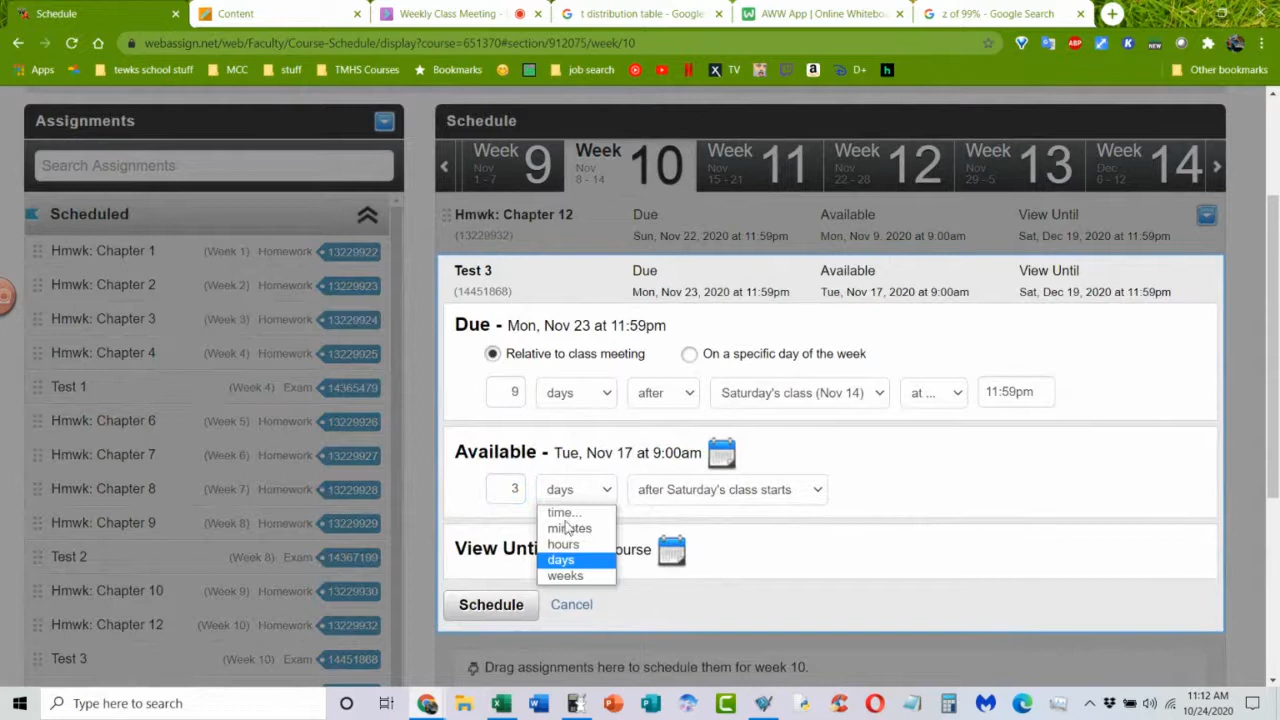 Schedule
Content
Weekly Class Meeting -
t distribution table - Google
AWW App | Online Whiteboa
z of 99% - Google Search
webassign.net/web/Faculty/Course-Schedule/display?course=651370#section/912075/week/10
Apps
tewks school stuff
MCC
stuff
TMHS Courses
Bookmarks
job search
TV
D+
Other bookmarks
Assignments
Search Assignments
Scheduled
Hmwk: Chapter 1 (Week 1) Homework 13229922
Hmwk: Chapter 2 (Week 2) Homework 13229923
Hmwk: Chapter 3 (Week 3) Homework 13229924
Hmwk: Chapter 4 (Week 4) Homework 13229925
Test 1 (Week 4) Exam 14365479
Hmwk: Chapter 6 (Week 5) Homework 13229926
Hmwk: Chapter 7 (Week 6) Homework 13229927
Hmwk: Chapter 8 (Week 7) Homework 13229928
Hmwk: Chapter 9 (Week 8) Homework 13229929
Test 2 (Week 8) Exam 14367199
Hmwk: Chapter 10 (Week 9) Homework 13229930
Hmwk: Chapter 12 (Week 10) Homework 13229932
Test 3 (Week 10) Exam 14451868
Schedule
Week 9 Nov 1 - 7
Week 10 Nov 8 - 14
Week 11 Nov 15 - 21
Week 12 Nov 22 - 28
Week 13 Nov 29 - 5
Week 14 Dec 6 - 12
Hmwk: Chapter 12 Due Available View Until
(13229932) Sun, Nov 22, 2020 at 11:59pm Mon, Nov 9, 2020 at 9:00am Sat, Dec 19, 2020 at 11:59pm
Test 3 Due Available View Until
(14451868) Mon, Nov 23, 2020 at 11:59pm Tue, Nov 17, 2020 at 9:00am Sat, Dec 19, 2020 at 11:59pm
Due - Mon, Nov 23 at 11:59pm
Relative to class meeting On a specific day of the week
9 days after Saturday's class (Nov 14) at ... 11:59pm
Available - Tue, Nov 17 at 9:00am
3 days after Saturday's class starts
time...
minutes
hours
days
weeks
View Unti ourse
Schedule Cancel
Drag assignments here to schedule them for week 10.
Type here to search
11:12 AM
10/24/2020